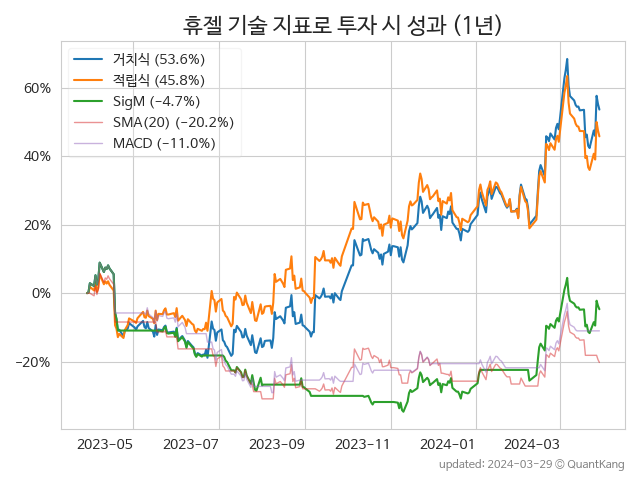 휴젤 기술 지표로 투자 시 성과 (1년)
거치식 (53.6%)
적립식 (45.8%)
SigM (−4.7%)
SMA(20) (−20.2%)
MACD (−11.0%)
60%
40%
20%
0%
−20%
2023-05 2023-07 2023-09 2023-11 2024-01 2024-03
updated: 2024-03-29 © QuantKang